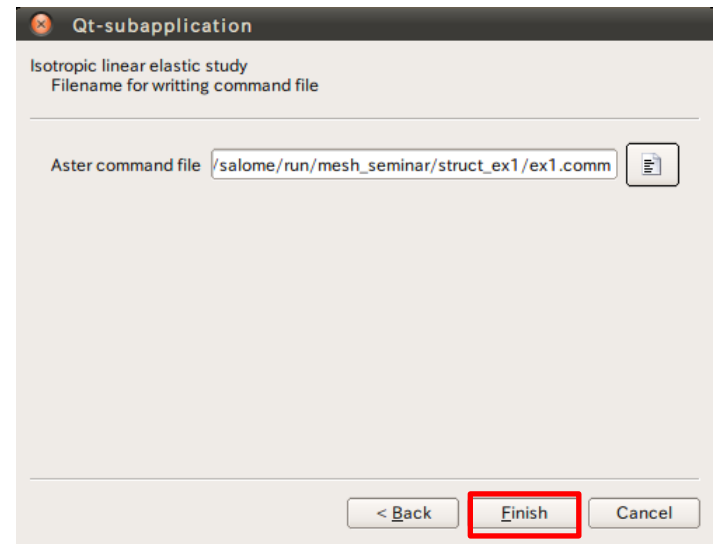 Qt-subapplication
Isotropic linear elastic study
Filename for writting command file
Aster command file /salome/run/mesh_seminar/struct_ex1/ex1.comm
< Back Finish Cancel